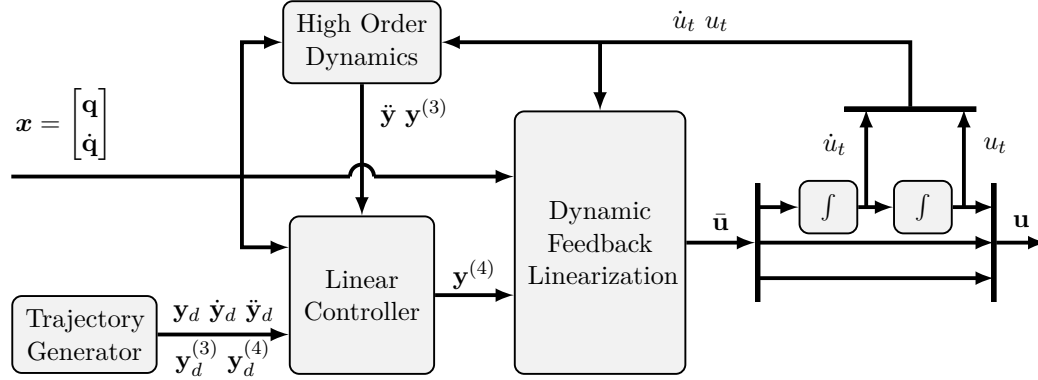 High Order
Dynamics
u̇_t u_t
𝒙 = [𝐪
𝐪̇]
𝐲̈ 𝐲^(3)
u̇_t
u_t
∫
∫
Dynamic
Feedback
Linearization
𝐮̄
𝐮
Linear
Controller
𝐲^(4)
Trajectory
Generator
𝐲_d 𝐲̇_d 𝐲̈_d
𝐲_d^(3) 𝐲_d^(4)